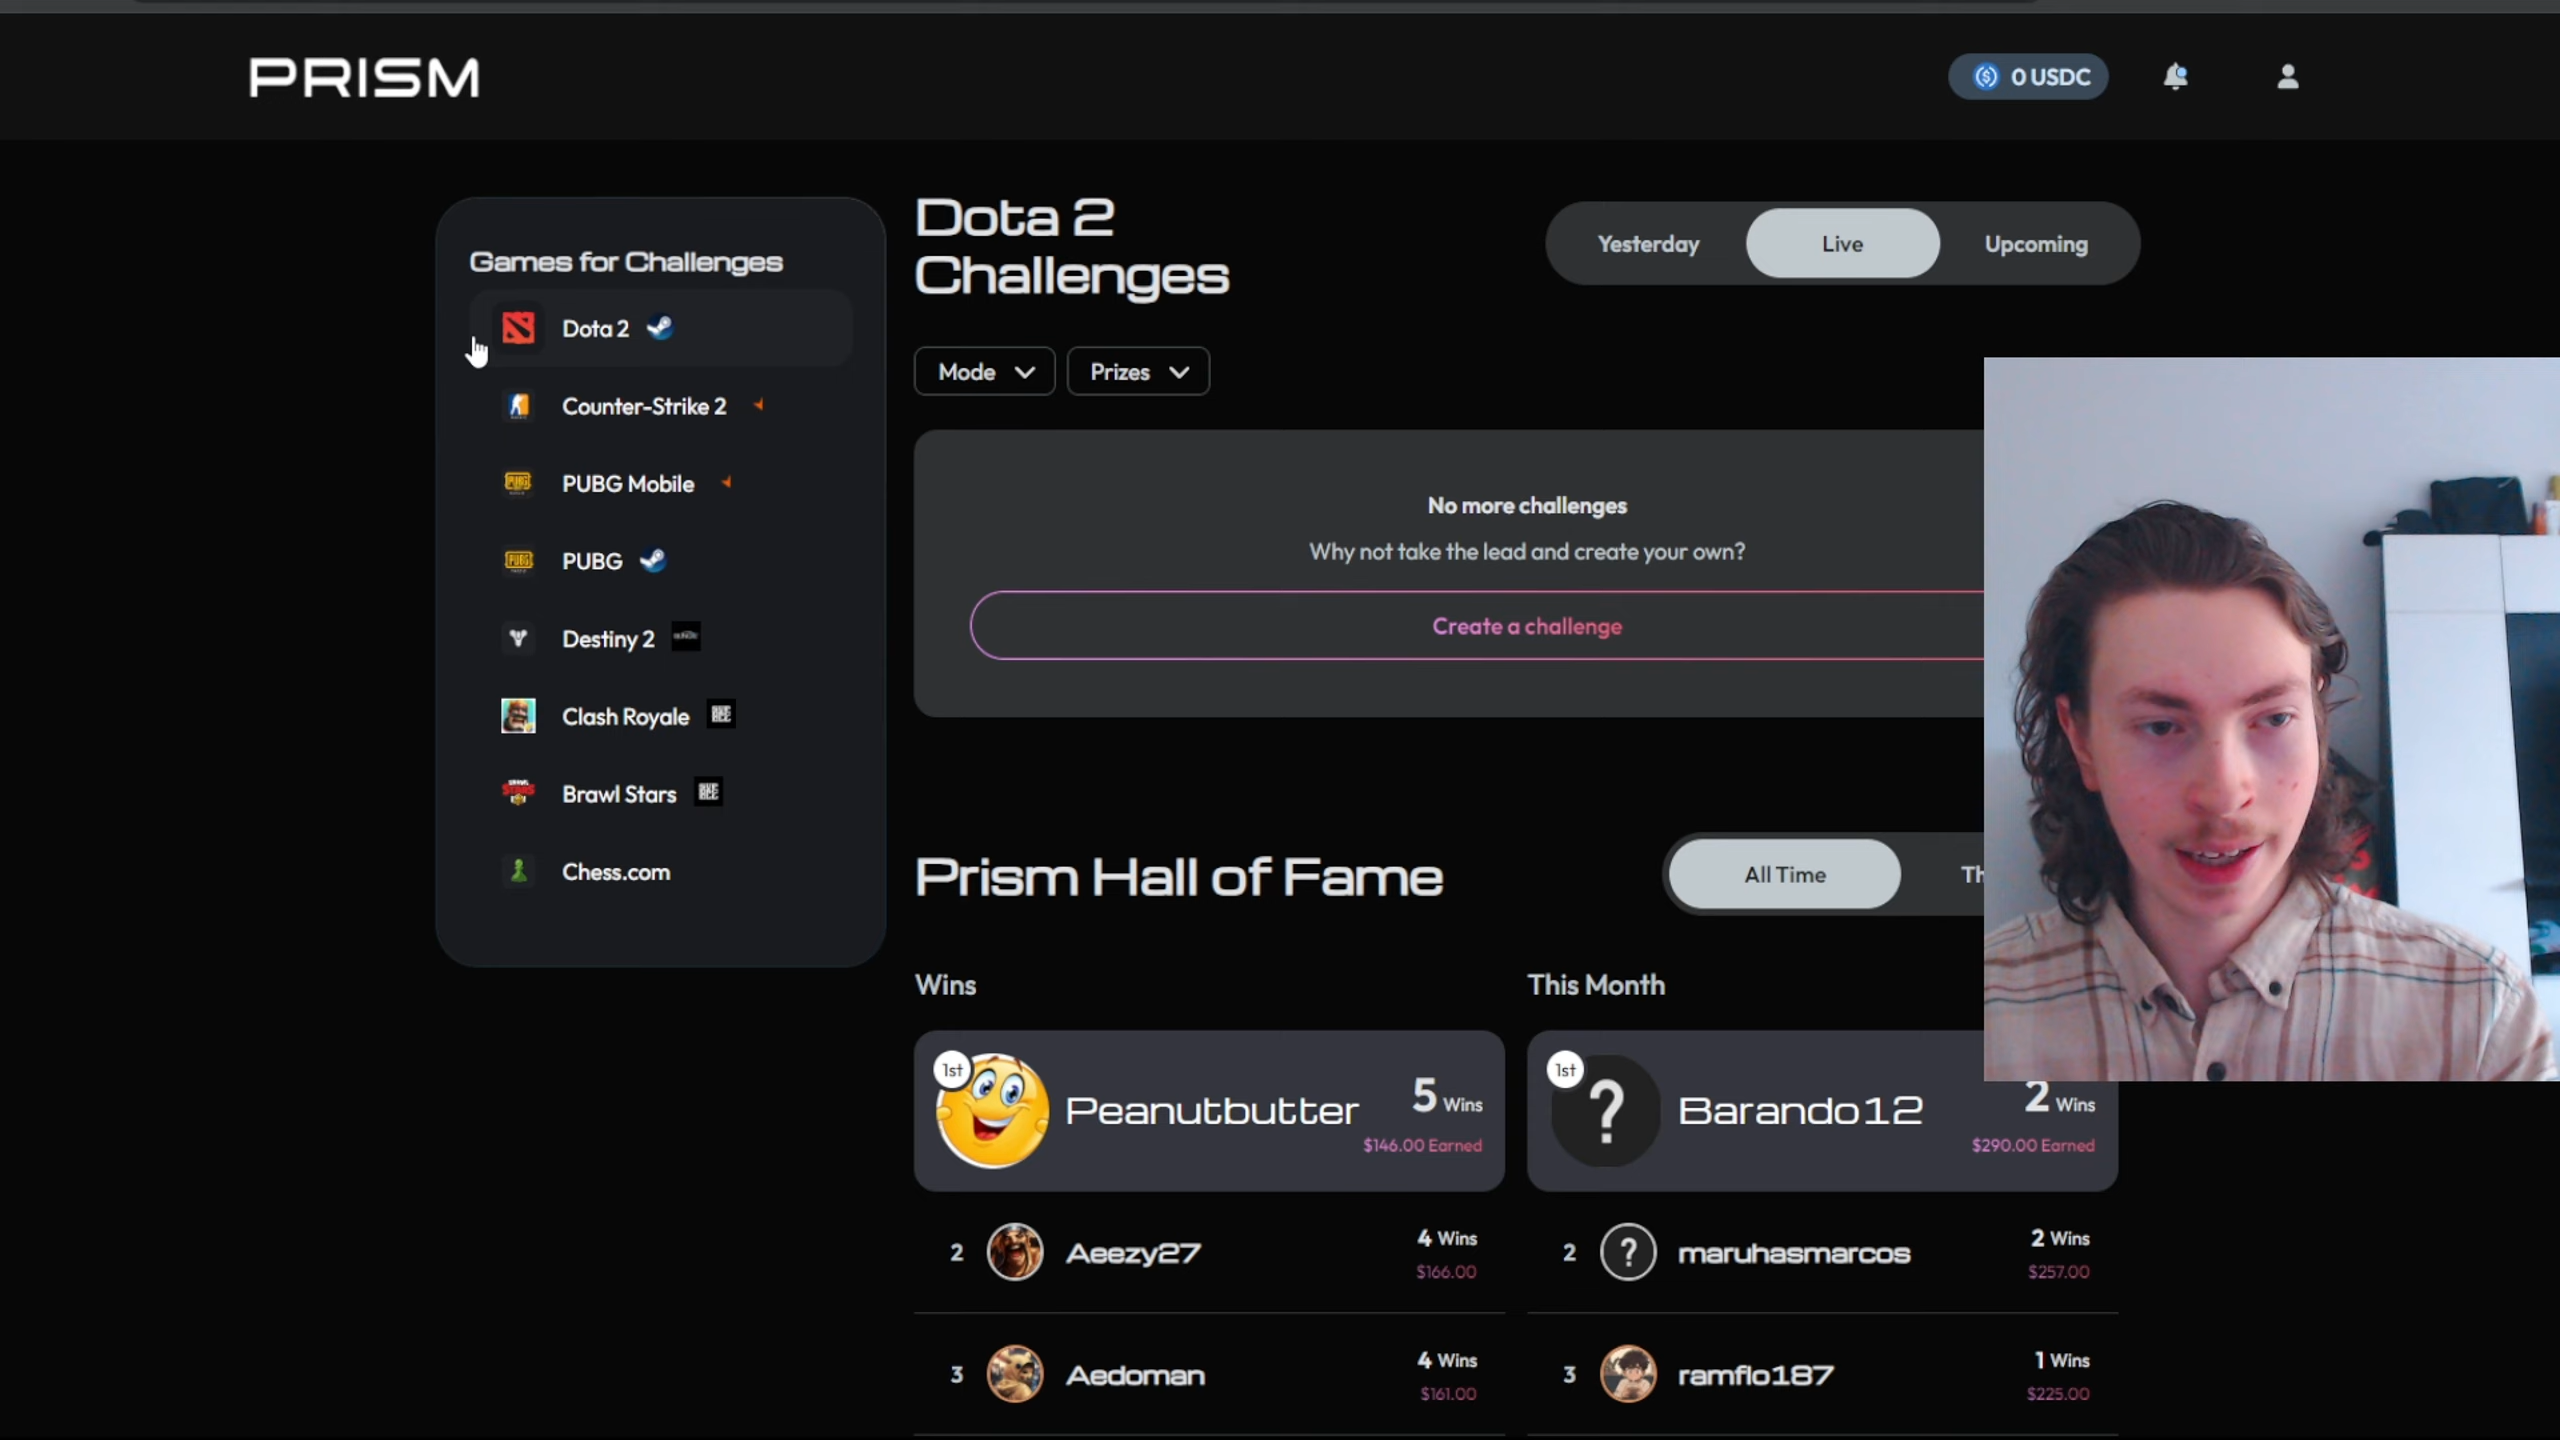 PRISM
0 USDC
Games for Challenges
Dota 2
Counter-Strike 2
PUBG Mobile
PUBG
Destiny 2
Clash Royale
Brawl Stars
Chess.com
Dota 2
Challenges
Yesterday
Live
Upcoming
Mode
Prizes
No more challenges
Why not take the lead and create your own?
Create a challenge
Prism Hall of Fame
All Time
Th
Wins
1st
Peanutbutter
5 Wins
$146.00 Earned
2
Aeezy27
4 Wins
$166.00
3
Aedoman
4 Wins
$161.00
This Month
1st
Barando12
2 Wins
$290.00 Earned
2
maruhasmarcos
2 Wins
$257.00
3
ramflo187
1 Wins
$225.00